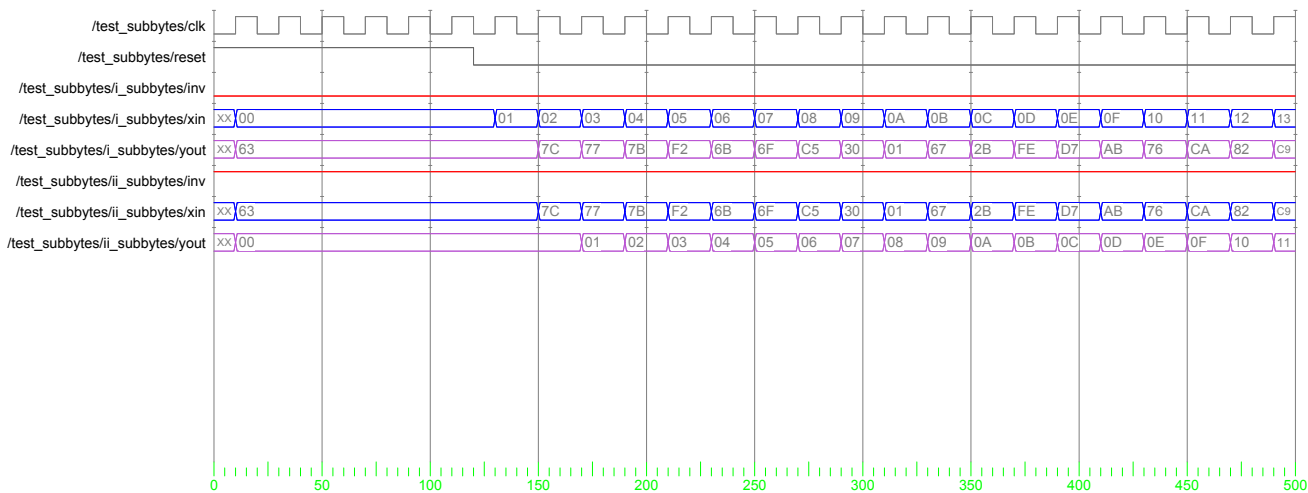 /test_subbytes/clk
/test_subbytes/reset
/test_subbytes/i_subbytes/inv
/test_subbytes/i_subbytes/xin XX 00 01 02 03 04 05 06 07 08 09 0A 0B 0C 0D 0E 0F 10 11 12 13
/test_subbytes/i_subbytes/yout XX 63 7C 77 7B F2 6B 6F C5 30 01 67 2B FE D7 AB 76 CA 82 C9
/test_subbytes/ii_subbytes/inv
/test_subbytes/ii_subbytes/xin XX 63 7C 77 7B F2 6B 6F C5 30 01 67 2B FE D7 AB 76 CA 82 C9
/test_subbytes/ii_subbytes/yout XX 00 01 02 03 04 05 06 07 08 09 0A 0B 0C 0D 0E 0F 10 11
0 50 100 150 200 250 300 350 400 450 500